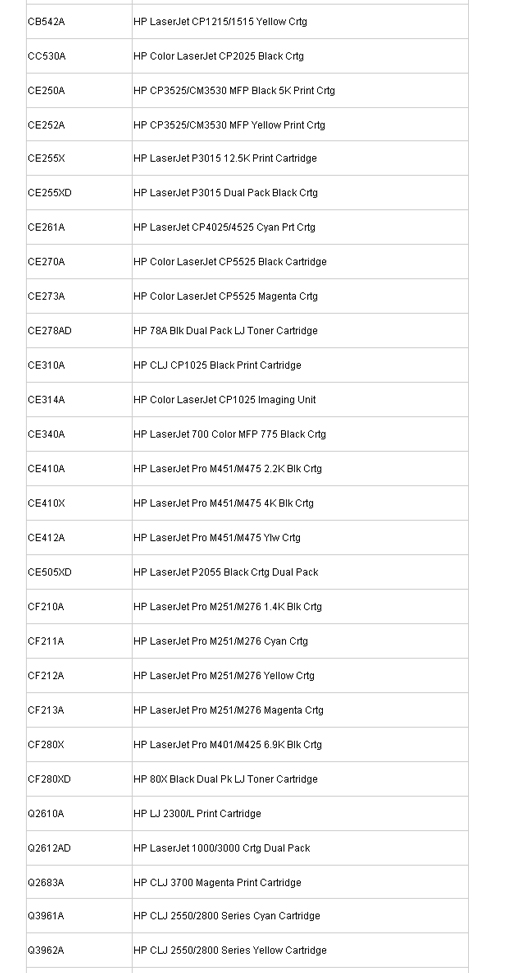 CB542A HP LaserJet CP1215/1515 Yellow Crtg
CC530A HP Color LaserJet CP2025 Black Crtg
CE250A HP CP3525/CM3530 MFP Black 5K Print Crtg
CE252A HP CP3525/CM3530 MFP Yellow Print Crtg
CE255X HP LaserJet P3015 12.5K Print Cartridge
CE255XD HP LaserJet P3015 Dual Pack Black Crtg
CE261A HP LaserJet CP4025/4525 Cyan Prt Crtg
CE270A HP Color LaserJet CP5525 Black Cartridge
CE273A HP Color LaserJet CP5525 Magenta Crtg
CE278AD HP 78A Blk Dual Pack LJ Toner Cartridge
CE310A HP CLJ CP1025 Black Print Cartridge
CE314A HP Color LaserJet CP1025 Imaging Unit
CE340A HP LaserJet 700 Color MFP 775 Black Crtg
CE410A HP LaserJet Pro M451/M475 2.2K Blk Crtg
CE410X HP LaserJet Pro M451/M475 4K Blk Crtg
CE412A HP LaserJet Pro M451/M475 Ylw Crtg
CE505XD HP LaserJet P2055 Black Crtg Dual Pack
CF210A HP LaserJet Pro M251/M276 1.4K Blk Crtg
CF211A HP LaserJet Pro M251/M276 Cyan Crtg
CF212A HP LaserJet Pro M251/M276 Yellow Crtg
CF213A HP LaserJet Pro M251/M276 Magenta Crtg
CF280X HP LaserJet Pro M401/M425 6.9K Blk Crtg
CF280XD HP 80X Black Dual Pk LJ Toner Cartridge
Q2610A HP LJ 2300/L Print Cartridge
Q2612AD HP LaserJet 1000/3000 Crtg Dual Pack
Q2683A HP CLJ 3700 Magenta Print Cartridge
Q3961A HP CLJ 2550/2800 Series Cyan Cartridge
Q3962A HP CLJ 2550/2800 Series Yellow Cartridge